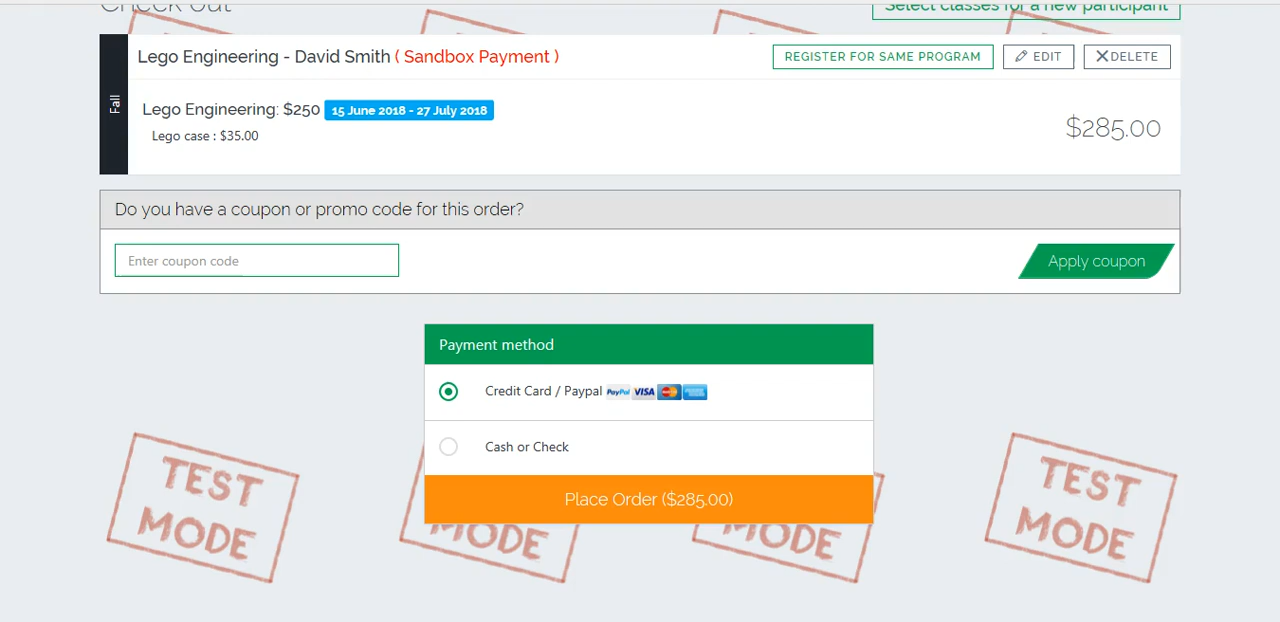 Check out
Select classes for a new participant
Fall
Lego Engineering - David Smith ( Sandbox Payment )
REGISTER FOR SAME PROGRAM
EDIT
DELETE
Lego Engineering: $250 15 June 2018 - 27 July 2018
Lego case : $35.00
$285.00
Do you have a coupon or promo code for this order?
Enter coupon code
Apply coupon
Payment method
Credit Card / Paypal PayPal VISA
Cash or Check
Place Order ($285.00)
TEST
MODE
MODE
MODE
TEST
MODE